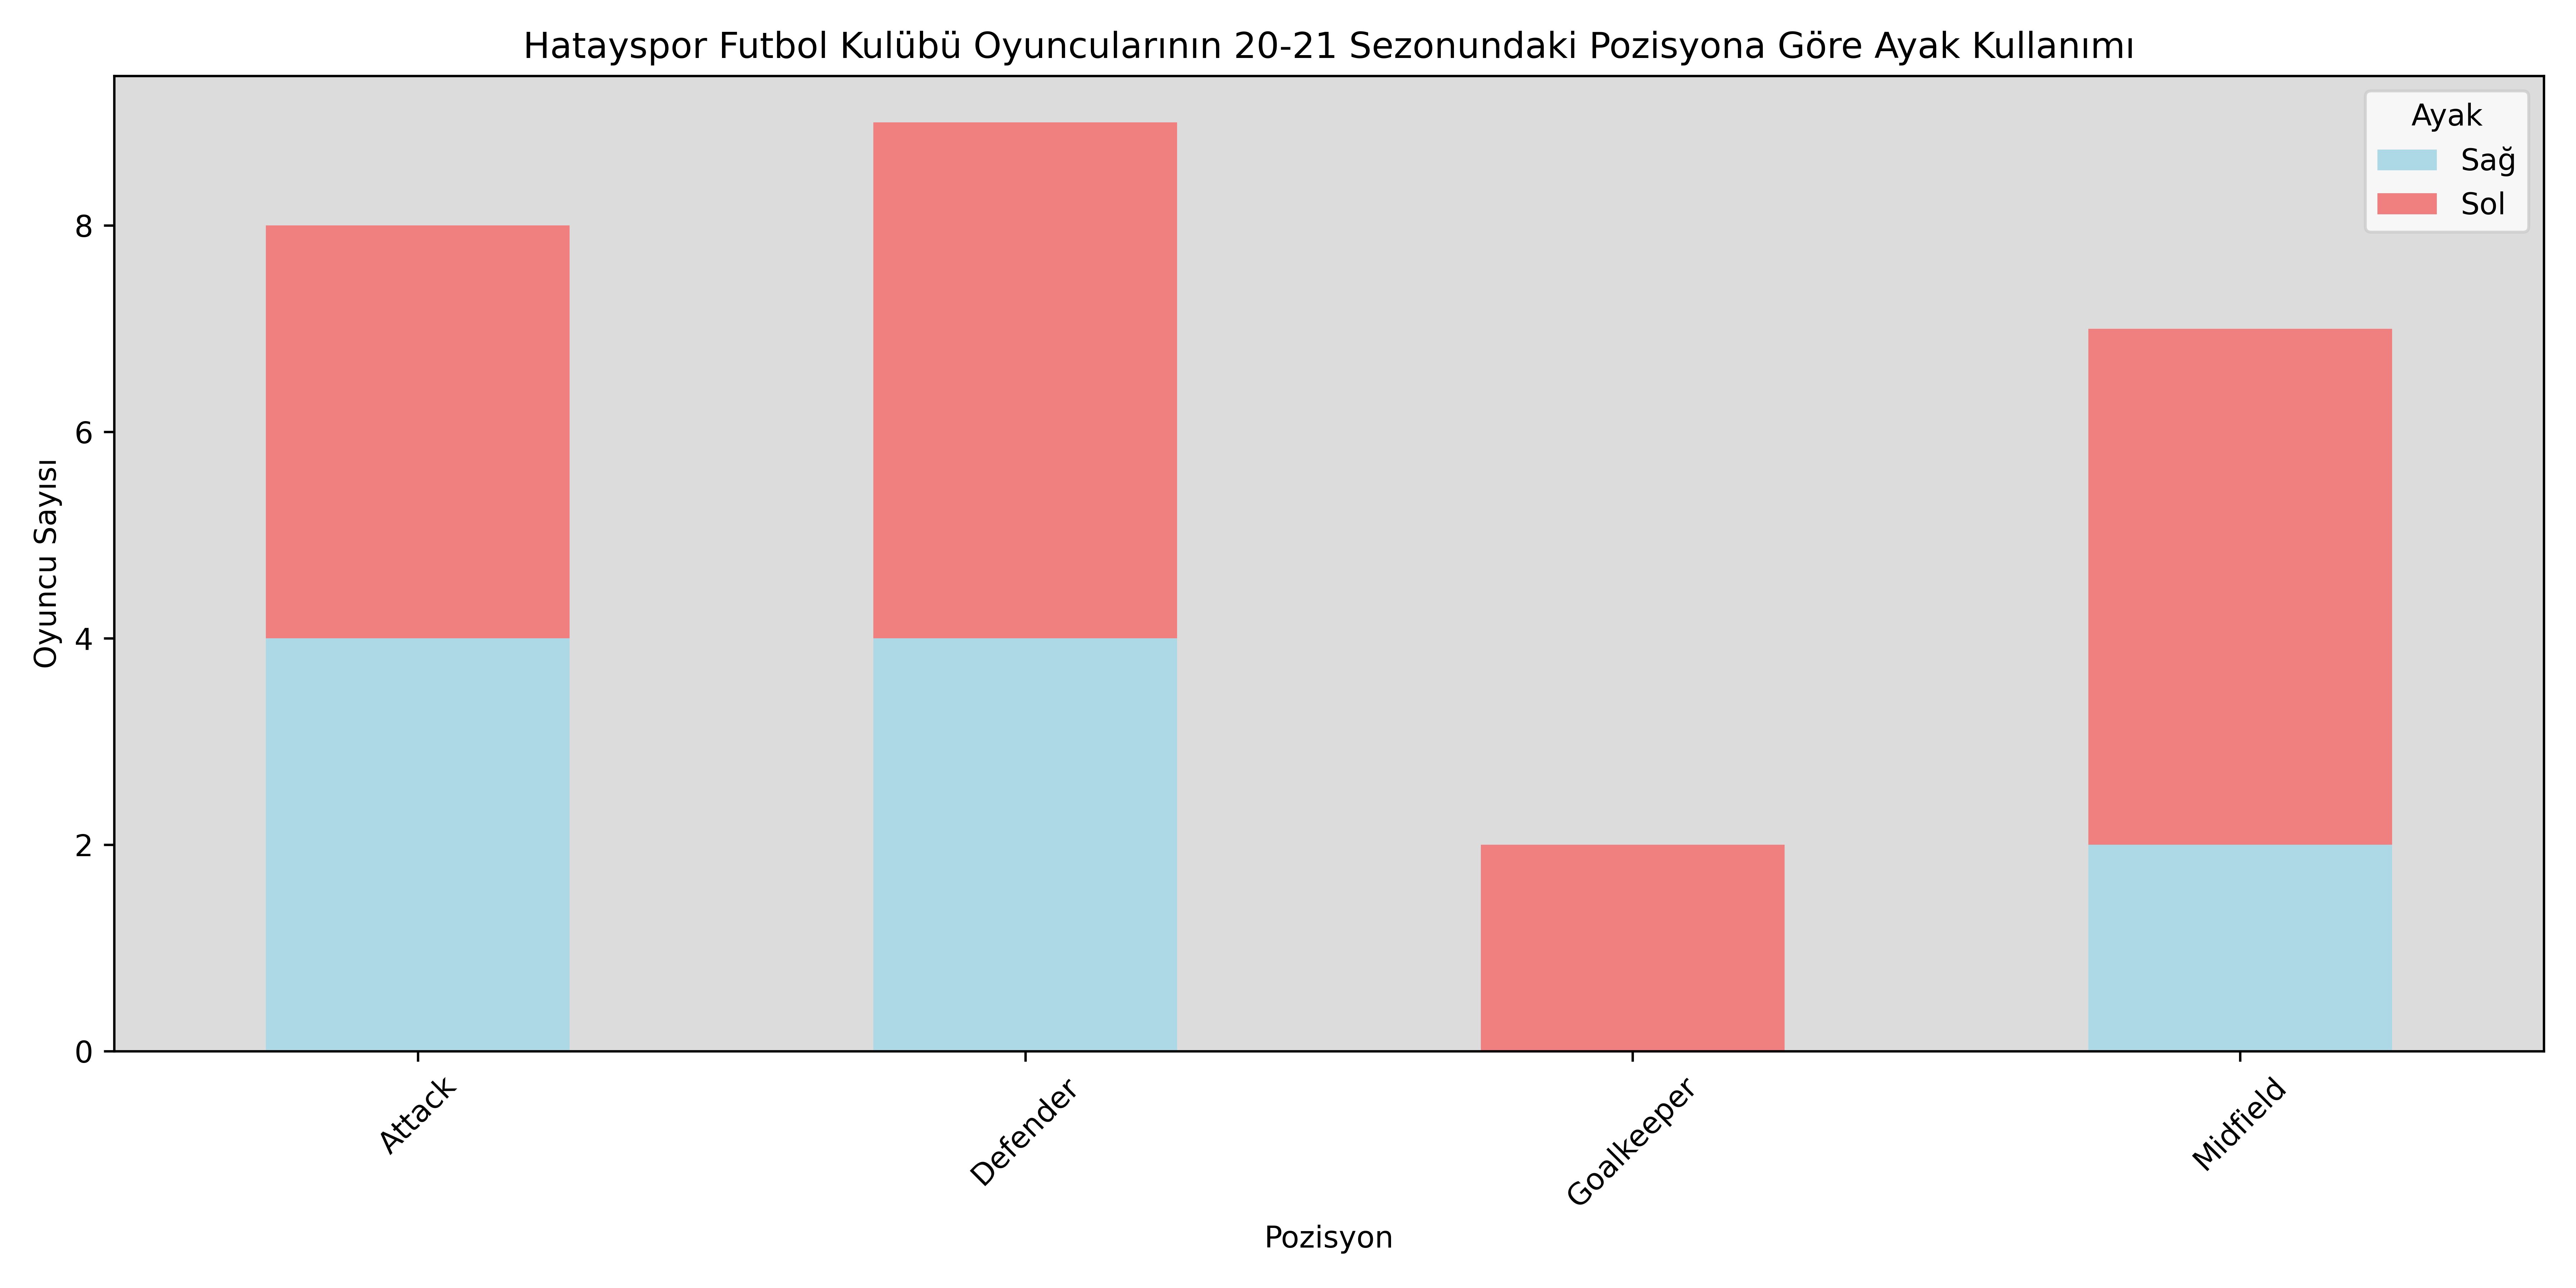 Hatayspor Futbol Kulübü Oyuncularının 20-21 Sezonundaki Pozisyona Göre Ayak Kullanımı
Ayak
Sağ
Sol
Oyuncu Sayısı
8
6
4
2
0
Attack
Defender
Goalkeeper
Midfield
Pozisyon